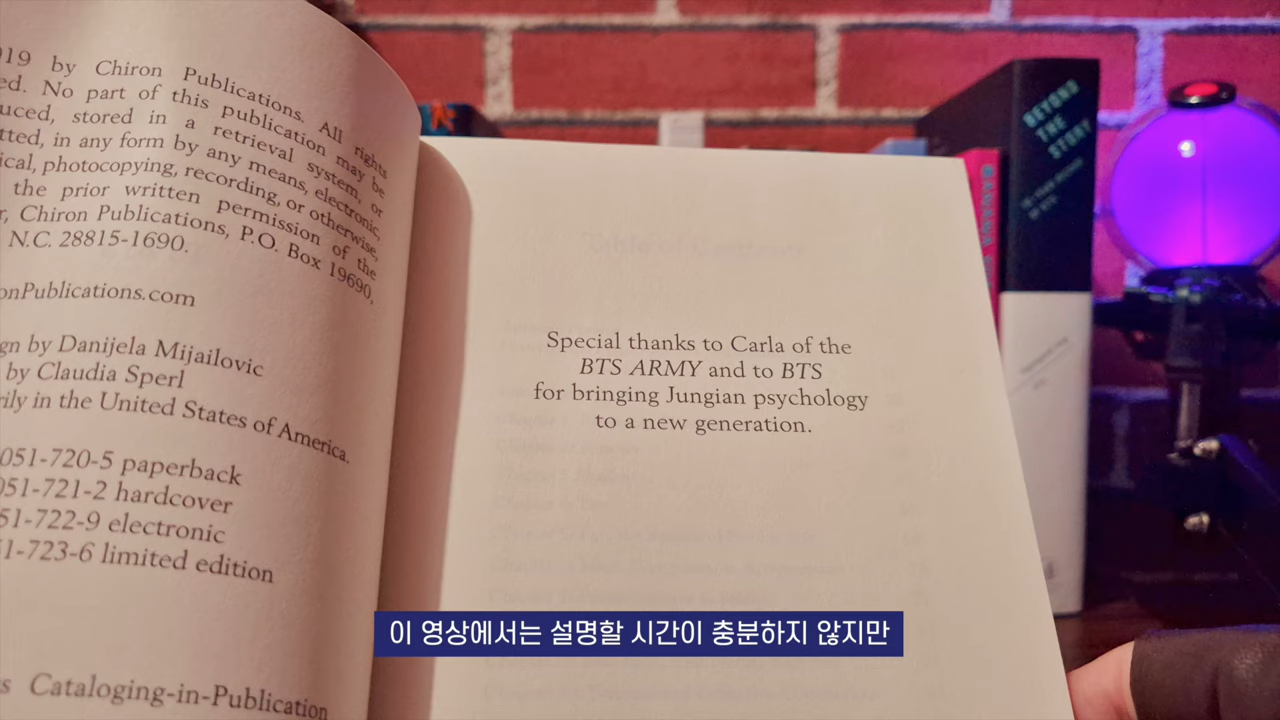 019 by Chiron Publications. All rights
ed. No part of this publication may be
uced, stored in a retrieval system, or
tted, in any form by any means, electronic,
ical, photocopying, recording, or otherwise,
the prior written permission of the
r, Chiron Publications, P.O. Box 19690,
N.C. 28815-1690.
onPublications.com
gn by Danijela Mijailovic
by Claudia Sperl
rily in the United States of America.
051-720-5 paperback
051-721-2 hardcover
51-722-9 electronic
1-723-6 limited edition
s Cataloging-in-Publication
Special thanks to Carla of the
BTS ARMY and to BTS
for bringing Jungian psychology
to a new generation.
BEYOND
THE
STORY
이 영상에서는 설명할 시간이 충분하지 않지만